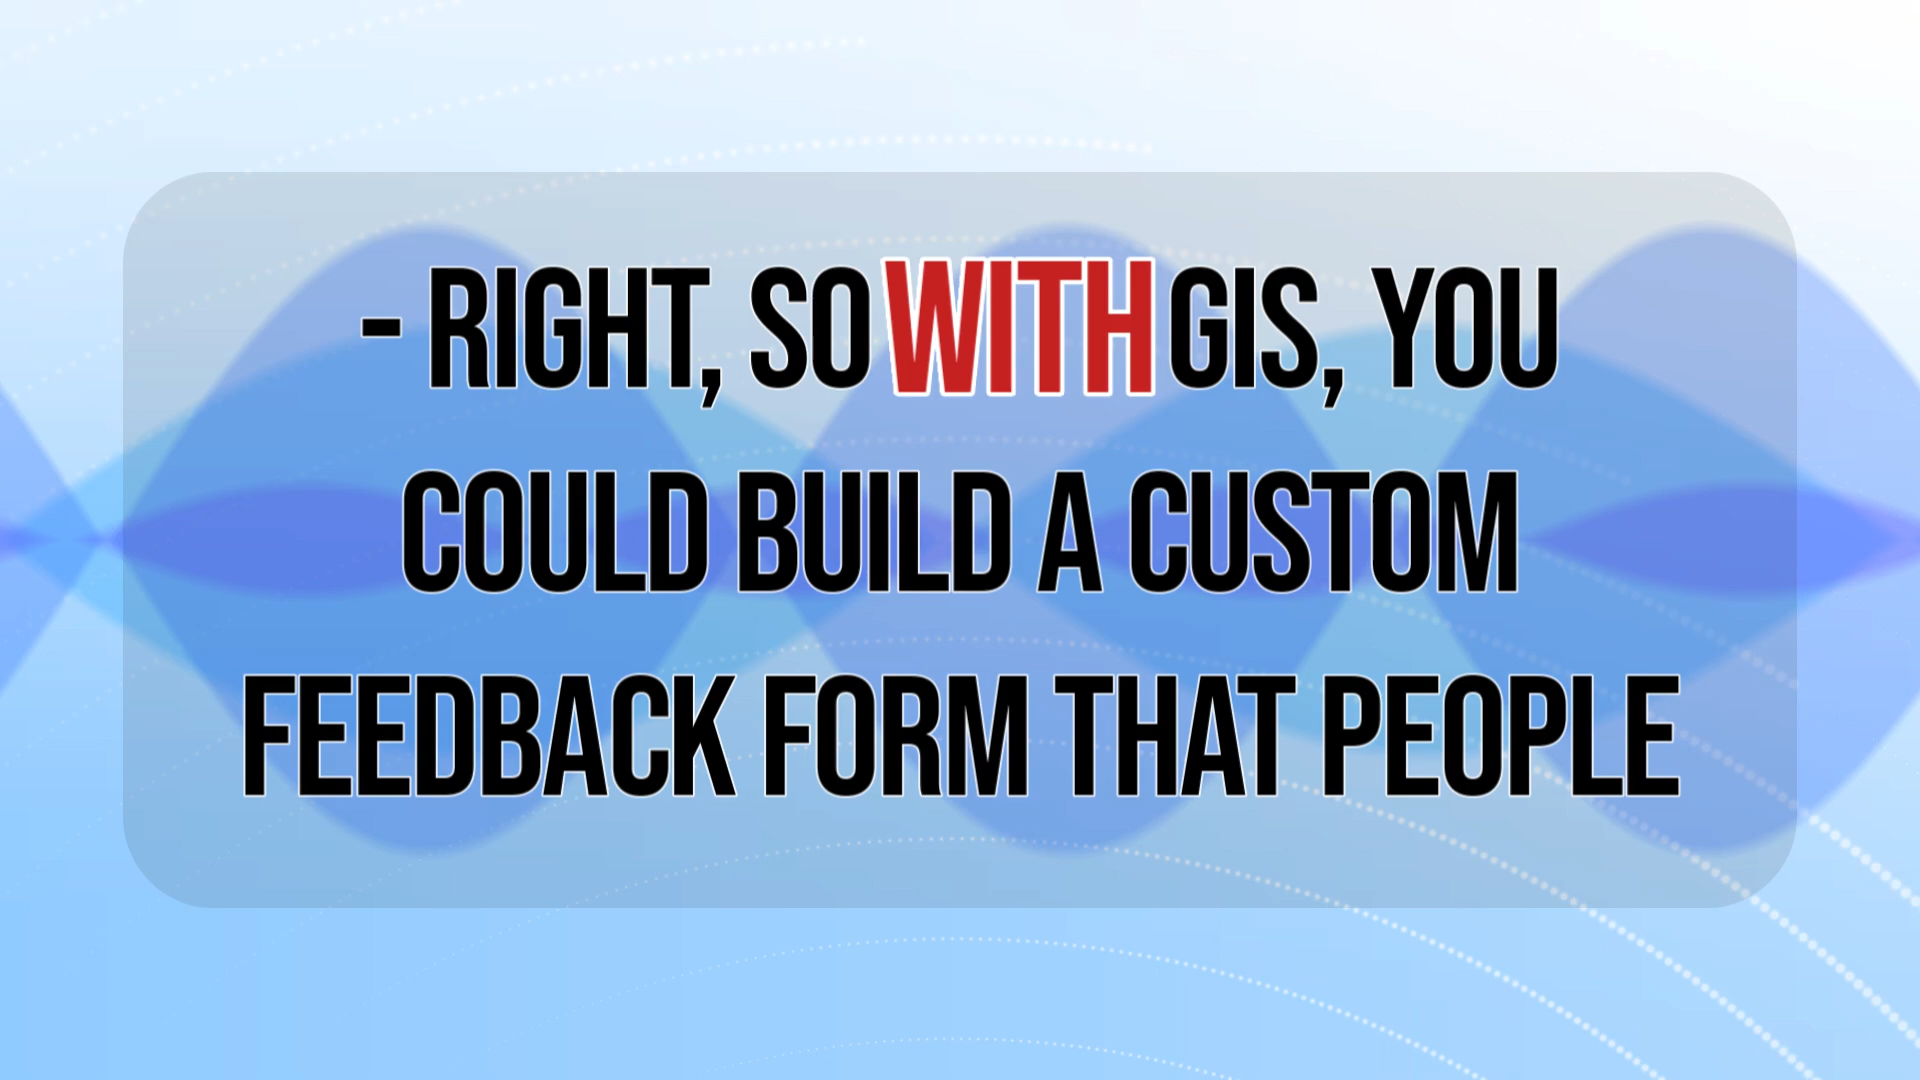 - RIGHT, SO WITH GIS, YOU
COULD BUILD A CUSTOM
FEEDBACK FORM THAT PEOPLE